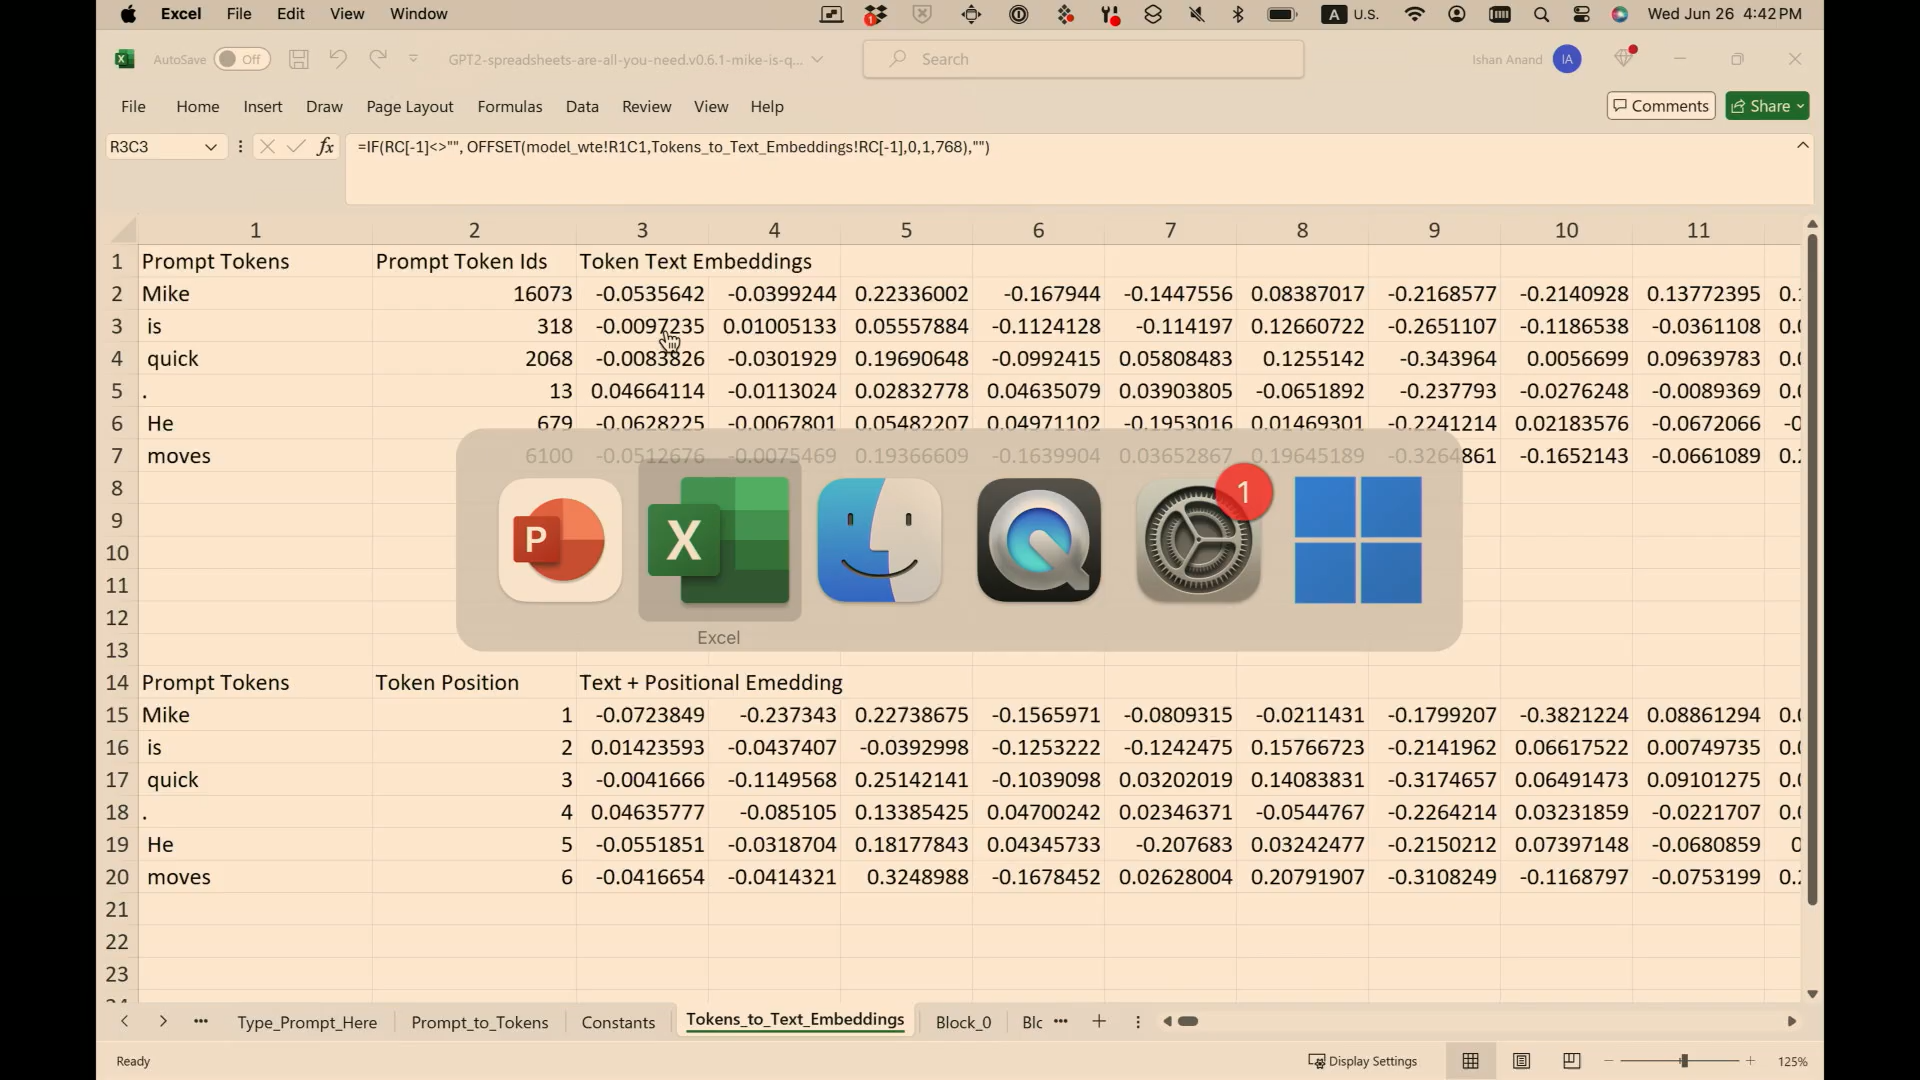 Excel File Edit View Window A U.S. Wed Jun 26 4:42 PM
AutoSave Off GPT2-spreadsheets-are-all-you-need.v0.6.1-mike-is-q... Search Ishan Anand IA
File Home Insert Draw Page Layout Formulas Data Review View Help Comments Share
R3C3 fx =IF(RC[-1]<>"", OFFSET(model_wte!R1C1,Tokens_to_Text_Embeddings!RC[-1],0,1,768),"")
1 2 3 4 5 6 7 8 9 10 11
1 Prompt Tokens Prompt Token Ids Token Text Embeddings
2 Mike 16073 -0.0535642 -0.0399244 0.22336002 -0.167944 -0.1447556 0.08387017 -0.2168577 -0.2140928 0.13772395
3 is 318 -0.0097235 0.01005133 0.05557884 -0.1124128 -0.114197 0.12660722 -0.2651107 -0.1186538 -0.0361108
4 quick 2068 -0.0083826 -0.0301929 0.19690648 -0.0992415 0.05808483 0.1255142 -0.343964 0.0056699 0.09639783
5 . 13 0.04664114 -0.0113024 0.02832778 0.04635079 0.03903805 -0.0651892 -0.237793 -0.0276248 -0.0089369
6 He 679 -0.0628225 -0.0067801 0.05482207 0.04971102 -0.1953016 0.01469301 -0.2241214 0.02183576 -0.0672066
7 moves 6100 -0.0512676 -0.0075469 0.19366609 -0.1639904 0.03652867 0.19645189 -0.3264861 -0.1652143 -0.0661089
8
9
10
11
12
13
P X 1
Excel
14 Prompt Tokens Token Position Text + Positional Emedding
15 Mike 1 -0.0723849 -0.237343 0.22738675 -0.1565971 -0.0809315 -0.0211431 -0.1799207 -0.3821224 0.08861294
16 is 2 0.01423593 -0.0437407 -0.0392998 -0.1253222 -0.1242475 0.15766723 -0.2141962 0.06617522 0.00749735
17 quick 3 -0.0041666 -0.1149568 0.25142141 -0.1039098 0.03202019 0.14083831 -0.3174657 0.06491473 0.09101275
18 . 4 0.04635777 -0.085105 0.13385425 0.04700242 0.02346371 -0.0544767 -0.2264214 0.03231859 -0.0221707
19 He 5 -0.0551851 -0.0318704 0.18177843 0.04345733 -0.207683 0.03242477 -0.2150212 0.07397148 -0.0680859
20 moves 6 -0.0416654 -0.0414321 0.3248988 -0.1678452 0.02628004 0.20791907 -0.3108249 -0.1168797 -0.0753199
21
22
23
Type_Prompt_Here Prompt_to_Tokens Constants Tokens_to_Text_Embeddings Block_0 Blc
Ready Display Settings 125%